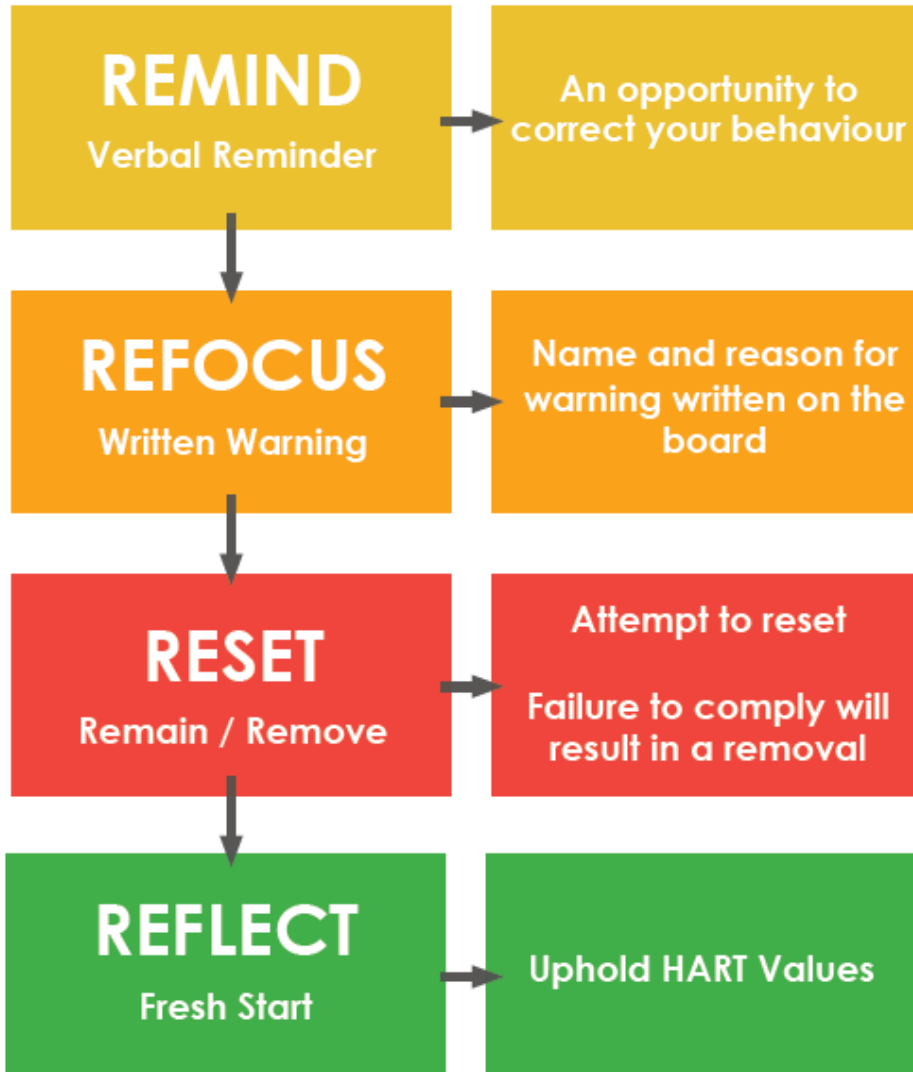 REMIND
Verbal Reminder
An opportunity to
correct your behaviour
REFOCUS
Written Warning
Name and reason for
warning written on the
board
RESET
Remain / Remove
Attempt to reset
Failure to comply will
result in a removal
REFLECT
Fresh Start
Uphold HART Values